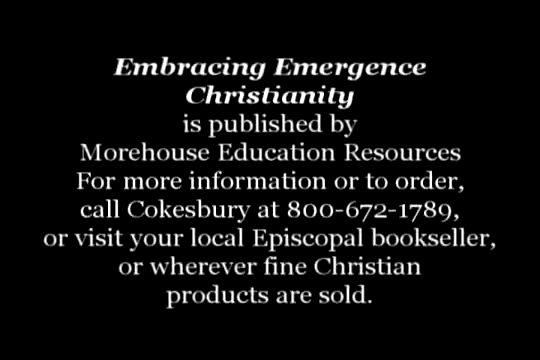 Embracing Emergence
Christianity
is published by
Morehouse Education Resources
For more information or to order,
call Cokesbury at 800-672-1789,
or visit your local Episcopal bookseller,
or wherever fine Christian
products are sold.